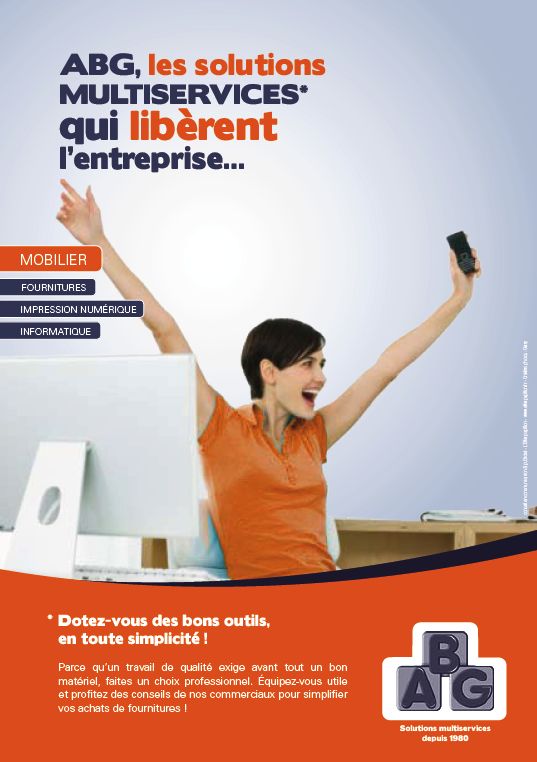 ABG, les solutions
MULTISERVICES*
qui libèrent
l'entreprise...
MOBILIER
FOURNITURES
IMPRESSION NUMÉRIQUE
INFORMATIQUE
* Dotez-vous des bons outils,
en toute simplicité !
Parce qu'un travail de qualité exige avant tout un bon
matériel, faites un choix professionnel. Équipez-vous utile
et profitez des conseils de nos commerciaux pour simplifier
vos achats de fournitures !
B
A G
Solutions multiservices
depuis 1980